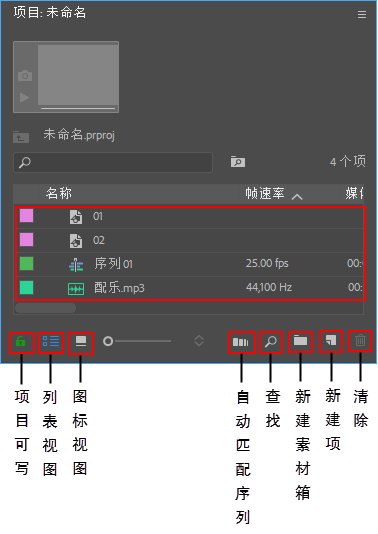 项目: 未命名
未命名.prproj
4 个项
名称 帧速率 媒体
01
02
序列 01 25.00 fps 00:
配乐.mp3 44,100 Hz 00:
项目可写
列表视图
图标视图
自动匹配序列
查找
新建素材箱
新建项
清除